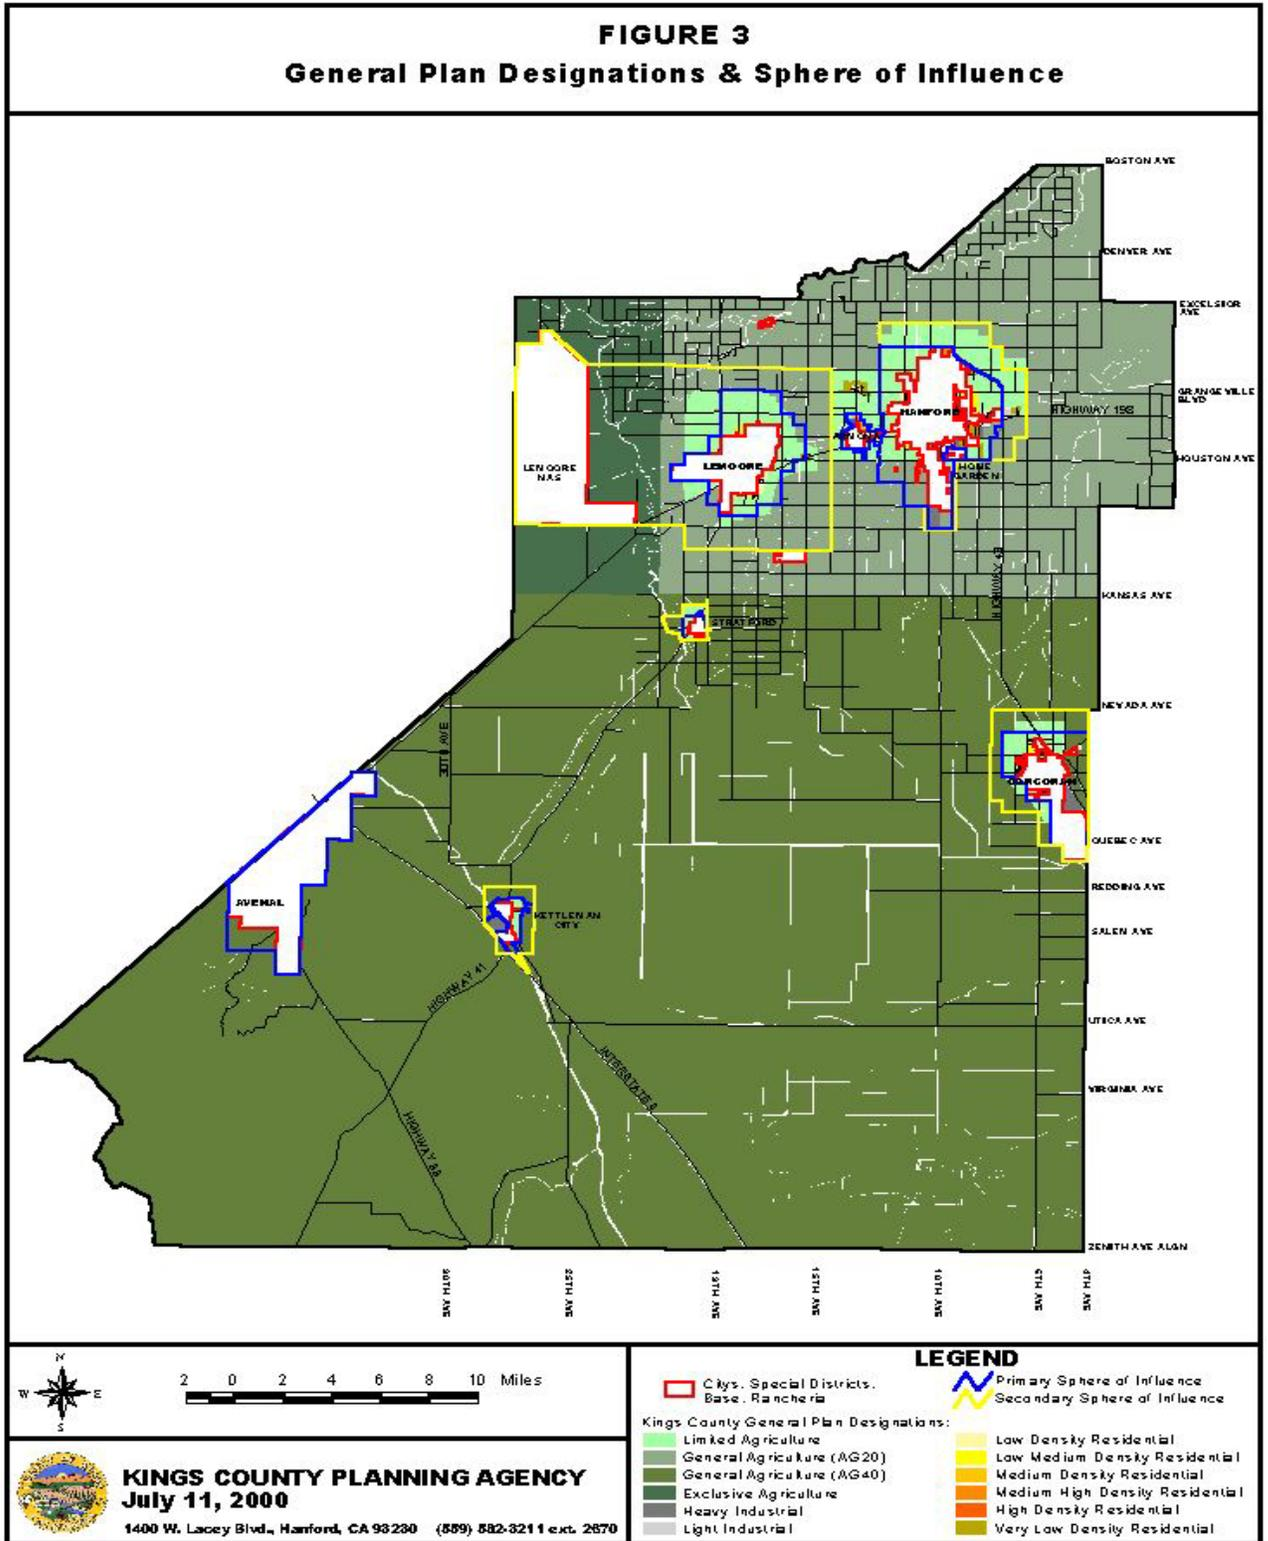 FIGURE 3
General Plan Designations & Sphere of Influence
BOSTON AVE
DENVER AVE
EXCELSIOR
AVE
GRANGEVILLE
BLVD
HIGHWAY 198
HANFORD
ARMONA
HOUSTON AVE
LEMOORE
NAS
LEMOORE
HOME
GARDEN
HIGHWAY 43
KANSAS AVE
STRATFORD
NEVADA AVE
30TH AVE
CORCORAN
QUEBEC AVE
REDDING AVE
AVENAL
KETTLEMAN
CITY
SALEM AVE
HIGHWAY 41
UTICA AVE
INTERSTATE 5
VIRGINIA AVE
HIGHWAY 33
ZENITH AVE ALGN
30TH AVE
25TH AVE
19TH AVE
15TH AVE
10TH AVE
6TH AVE
4TH AVE
N
W E
S
2 0 2 4 6 8 10 Miles
KINGS COUNTY PLANNING AGENCY
July 11, 2000
1400 W. Lacey Blvd., Hanford, CA 93230 (559) 582-3211 ext. 2670
LEGEND
Citys, Special Districts,
Base, Rancheria
Primary Sphere of Influence
Secondary Sphere of Influence
Kings County General Plan Designations:
Limited Agriculture
General Agriculture (AG20)
General Agriculture (AG40)
Exclusive Agriculture
Heavy Industrial
Light Industrial
Low Density Residential
Low Medium Density Residential
Medium Density Residential
Medium High Density Residential
High Density Residential
Very Low Density Residential